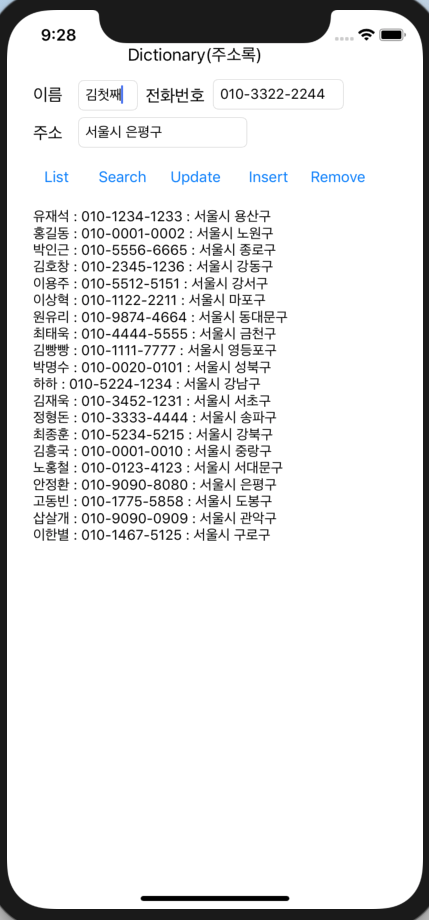 9:28
Dictionary(주소록)
이름 김첫째 전화번호 010-3322-2244
주소 서울시 은평구
List Search Update Insert Remove
유재석 : 010-1234-1233 : 서울시 용산구
홍길동 : 010-0001-0002 : 서울시 노원구
박인근 : 010-5556-6665 : 서울시 종로구
김호창 : 010-2345-1236 : 서울시 강동구
이용주 : 010-5512-5151 : 서울시 강서구
이상혁 : 010-1122-2211 : 서울시 마포구
원유리 : 010-9874-4664 : 서울시 동대문구
최태욱 : 010-4444-5555 : 서울시 금천구
김빵빵 : 010-1111-7777 : 서울시 영등포구
박명수 : 010-0020-0101 : 서울시 성북구
하하 : 010-5224-1234 : 서울시 강남구
김재욱 : 010-3452-1231 : 서울시 서초구
정형돈 : 010-3333-4444 : 서울시 송파구
최종훈 : 010-5234-5215 : 서울시 강북구
김흥국 : 010-0001-0010 : 서울시 중랑구
노홍철 : 010-0123-4123 : 서울시 서대문구
안정환 : 010-9090-8080 : 서울시 은평구
고동빈 : 010-1775-5858 : 서울시 도봉구
삽살개 : 010-9090-0909 : 서울시 관악구
이한별 : 010-1467-5125 : 서울시 구로구